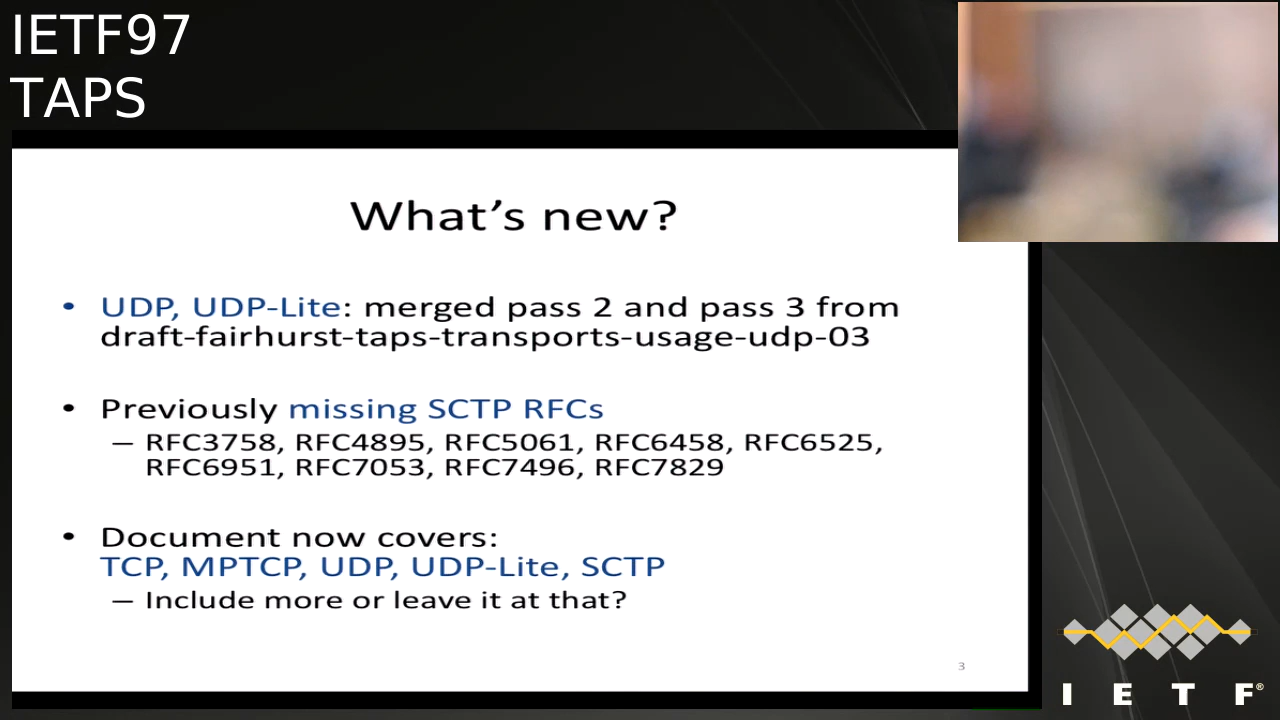 IETF97
TAPS
What's new?
• UDP, UDP-Lite: merged pass 2 and pass 3 from
draft-fairhurst-taps-transports-usage-udp-03
• Previously missing SCTP RFCs
– RFC3758, RFC4895, RFC5061, RFC6458, RFC6525,
RFC6951, RFC7053, RFC7496, RFC7829
• Document now covers:
TCP, MPTCP, UDP, UDP-Lite, SCTP
– Include more or leave it at that?
3
I E T F®